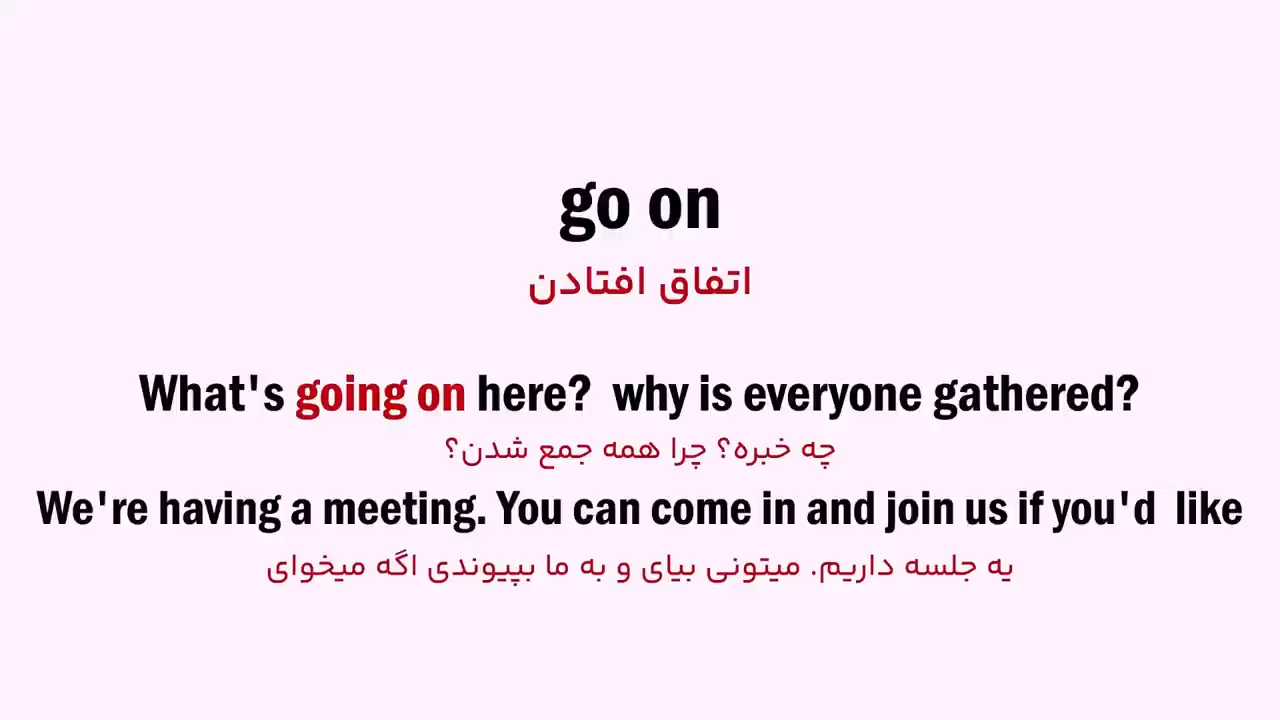 go on
اتفاق افتادن
What's going on here?  why is everyone gathered?
چه خبره؟ چرا همه جمع شدن؟
We're having a meeting. You can come in and join us if you'd  like
یه جلسه داریم. میتونی بیای و به ما بپیوندی اگه میخوای